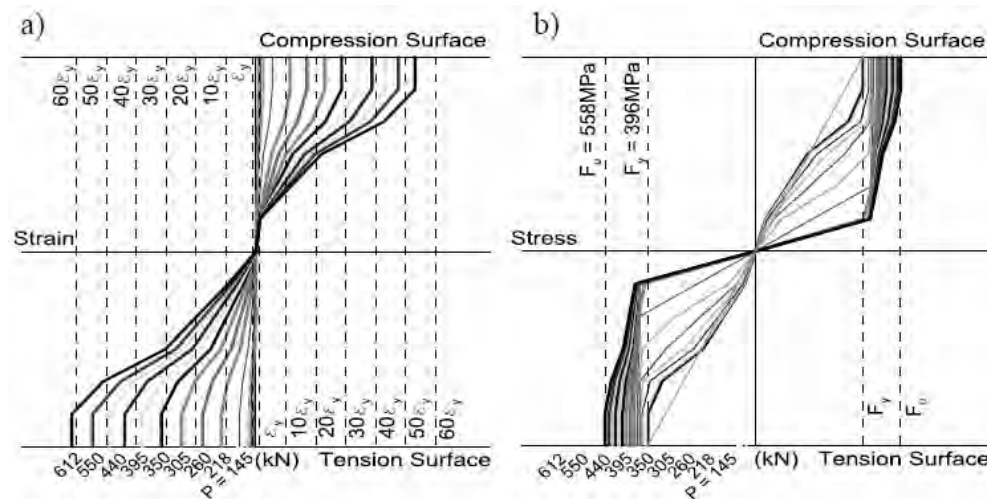 a)
Compression Surface
60εy 50εy 40εy 30εy 20εy 10εy εy
Strain
εy 10εy 20εy 30εy 40εy 50εy 60εy
612 550 440 395 350 305 260 218 P = 145 (kN) Tension Surface
b)
Compression Surface
Fu = 558MPa
Fy = 396MPa
Stress
Fy
Fu
612 550 440 395 350 305 260 218 P = 145 (kN) Tension Surface